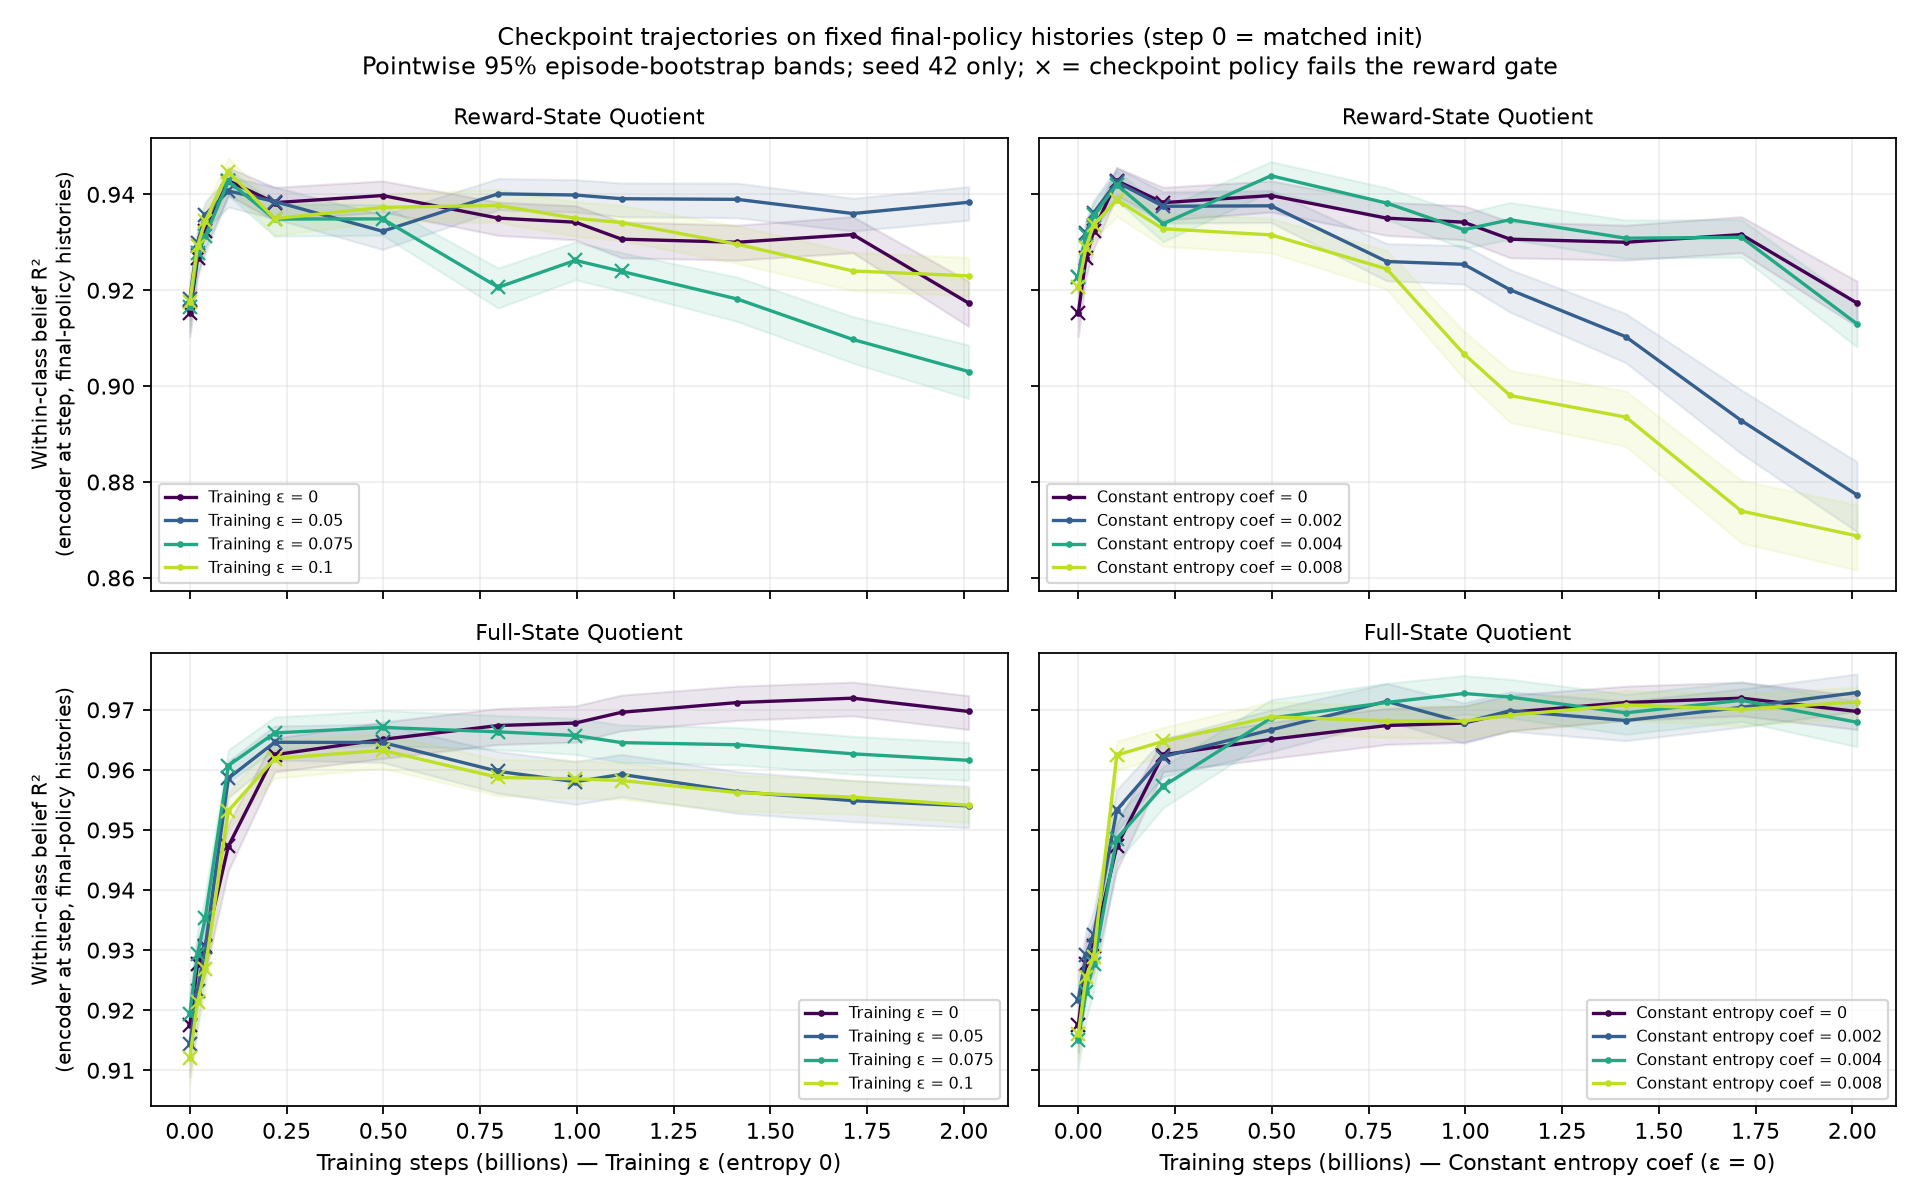 Checkpoint trajectories on fixed final-policy histories (step 0 = matched init)
Pointwise 95% episode-bootstrap bands; seed 42 only; × = checkpoint policy fails the reward gate
Reward-State Quotient
Within-class belief R²
(encoder at step, final-policy histories)
0.94
0.92
0.90
0.88
0.86
Training ε = 0
Training ε = 0.05
Training ε = 0.075
Training ε = 0.1
Reward-State Quotient
Constant entropy coef = 0
Constant entropy coef = 0.002
Constant entropy coef = 0.004
Constant entropy coef = 0.008
Full-State Quotient
Within-class belief R²
(encoder at step, final-policy histories)
0.97
0.96
0.95
0.94
0.93
0.92
0.91
Training ε = 0
Training ε = 0.05
Training ε = 0.075
Training ε = 0.1
0.00 0.25 0.50 0.75 1.00 1.25 1.50 1.75 2.00
Training steps (billions) — Training ε (entropy 0)
Full-State Quotient
Constant entropy coef = 0
Constant entropy coef = 0.002
Constant entropy coef = 0.004
Constant entropy coef = 0.008
0.00 0.25 0.50 0.75 1.00 1.25 1.50 1.75 2.00
Training steps (billions) — Constant entropy coef (ε = 0)